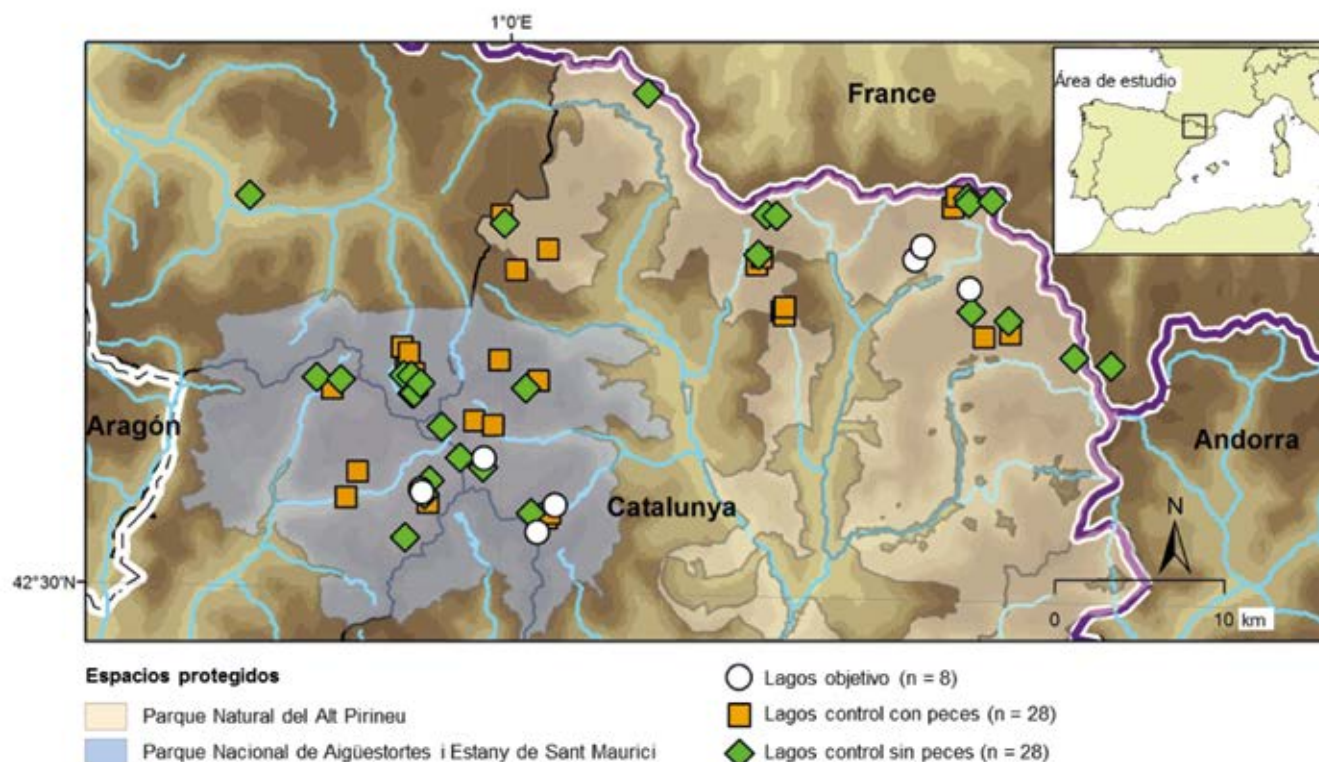 1°0'E
France
Área de estudio
Aragón
Andorra
Catalunya
N
42°30'N
0 10 km
Espacios protegidos
Parque Natural del Alt Pirineu
Parque Nacional de Aigüestortes i Estany de Sant Maurici
Lagos objetivo (n = 8)
Lagos control con peces (n = 28)
Lagos control sin peces (n = 28)